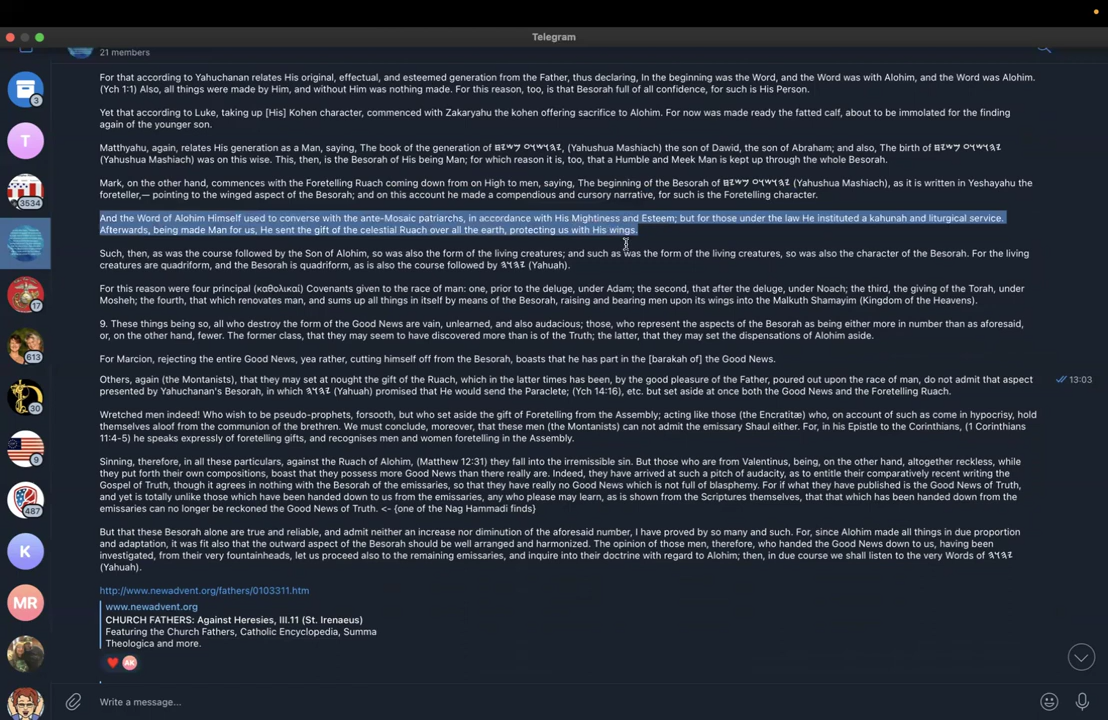 Telegram
21 members
For that according to Yahuchanan relates His original, effectual, and esteemed generation from the Father, thus declaring, In the beginning was the Word, and the Word was with Alohim, and the Word was Alohim.
(Ych 1:1) Also, all things were made by Him, and without Him was nothing made. For this reason, too, is that Besorah full of all confidence, for such is His Person.
Yet that according to Luke, taking up [His] Kohen character, commenced with Zakaryahu the kohen offering sacrifice to Alohim. For now was made ready the fatted calf, about to be immolated for the finding
again of the younger son.
Matthyahu, again, relates His generation as a Man, saying, The book of the generation of (Yahushua Mashiach) the son of Dawid, the son of Abraham; and also, The birth of
(Yahushua Mashiach) was on this wise. This, then, is the Besorah of His being Man; for which reason it is, too, that a Humble and Meek Man is kept up through the whole Besorah.
Mark, on the other hand, commences with the Foretelling Ruach coming down from on High to men, saying, The beginning of the Besorah of (Yahushua Mashiach), as it is written in Yeshayahu the
foreteller,— pointing to the winged aspect of the Besorah; and on this account he made a compendious and cursory narrative, for such is the Foretelling character.
And the Word of Alohim Himself used to converse with the ante-Mosaic patriarchs, in accordance with His Mightiness and Esteem; but for those under the law He instituted a kahunah and liturgical service.
Afterwards, being made Man for us, He sent the gift of the celestial Ruach over all the earth, protecting us with His wings.
Such, then, as was the course followed by the Son of Alohim, so was also the form of the living creatures; and such as was the form of the living creatures, so was also the character of the Besorah. For the living
creatures are quadriform, and the Besorah is quadriform, as is also the course followed by 𐤉𐤄𐤅𐤄 (Yahuah).
For this reason were four principal (καθολικαί) Covenants given to the race of man: one, prior to the deluge, under Adam; the second, that after the deluge, under Noach; the third, the giving of the Torah, under
Mosheh; the fourth, that which renovates man, and sums up all things in itself by means of the Besorah, raising and bearing men upon its wings into the Malkuth Shamayim (Kingdom of the Heavens).
9. These things being so, all who destroy the form of the Good News are vain, unlearned, and also audacious; those, who represent the aspects of the Besorah as being either more in number than as aforesaid,
or, on the other hand, fewer. The former class, that they may seem to have discovered more than is of the Truth; the latter, that they may set the dispensations of Alohim aside.
For Marcion, rejecting the entire Good News, yea rather, cutting himself off from the Besorah, boasts that he has part in the [barakah of] the Good News.
Others, again (the Montanists), that they may set at nought the gift of the Ruach, which in the latter times has been, by the good pleasure of the Father, poured out upon the race of man, do not admit that aspect
presented by Yahuchanan's Besorah, in which 𐤉𐤄𐤅𐤄 (Yahuah) promised that He would send the Paraclete; (Ych 14:16), etc. but set aside at once both the Good News and the Foretelling Ruach.
13:03
Wretched men indeed! Who wish to be pseudo-prophets, forsooth, but who set aside the gift of Foretelling from the Assembly; acting like those (the Encratitæ) who, on account of such as come in hypocrisy, hold
themselves aloof from the communion of the brethren. We must conclude, moreover, that these men (the Montanists) can not admit the emissary Shaul either. For, in his Epistle to the Corinthians, (1 Corinthians
11:4-5) he speaks expressly of foretelling gifts, and recognises men and women foretelling in the Assembly.
Sinning, therefore, in all these particulars, against the Ruach of Alohim, (Matthew 12:31) they fall into the irremissible sin. But those who are from Valentinus, being, on the other hand, altogether reckless, while
they put forth their own compositions, boast that they possess more Good News than there really are. Indeed, they have arrived at such a pitch of audacity, as to entitle their comparatively recent writing the
Gospel of Truth, though it agrees in nothing with the Besorah of the emissaries, so that they have really no Good News which is not full of blasphemy. For if what they have published is the Good News of Truth,
and yet is totally unlike those which have been handed down to us from the emissaries, any who please may learn, as is shown from the Scriptures themselves, that that which has been handed down from the
emissaries can no longer be reckoned the Good News of Truth. <- {one of the Nag Hammadi finds}
But that these Besorah alone are true and reliable, and admit neither an increase nor diminution of the aforesaid number, I have proved by so many and such. For, since Alohim made all things in due proportion
and adaptation, it was fit also that the outward aspect of the Besorah should be well arranged and harmonized. The opinion of those men, therefore, who handed the Good News down to us, having been
investigated, from their very fountainheads, let us proceed also to the remaining emissaries, and inquire into their doctrine with regard to Alohim; then, in due course we shall listen to the very Words of 𐤉𐤄𐤅𐤄
(Yahuah).
http://www.newadvent.org/fathers/0103311.htm
www.newadvent.org
CHURCH FATHERS: Against Heresies, III.11 (St. Irenaeus)
Featuring the Church Fathers, Catholic Encyclopedia, Summa
Theologica and more.
AK
Write a message...
3
T
3534
17
613
30
9
487
K
MR